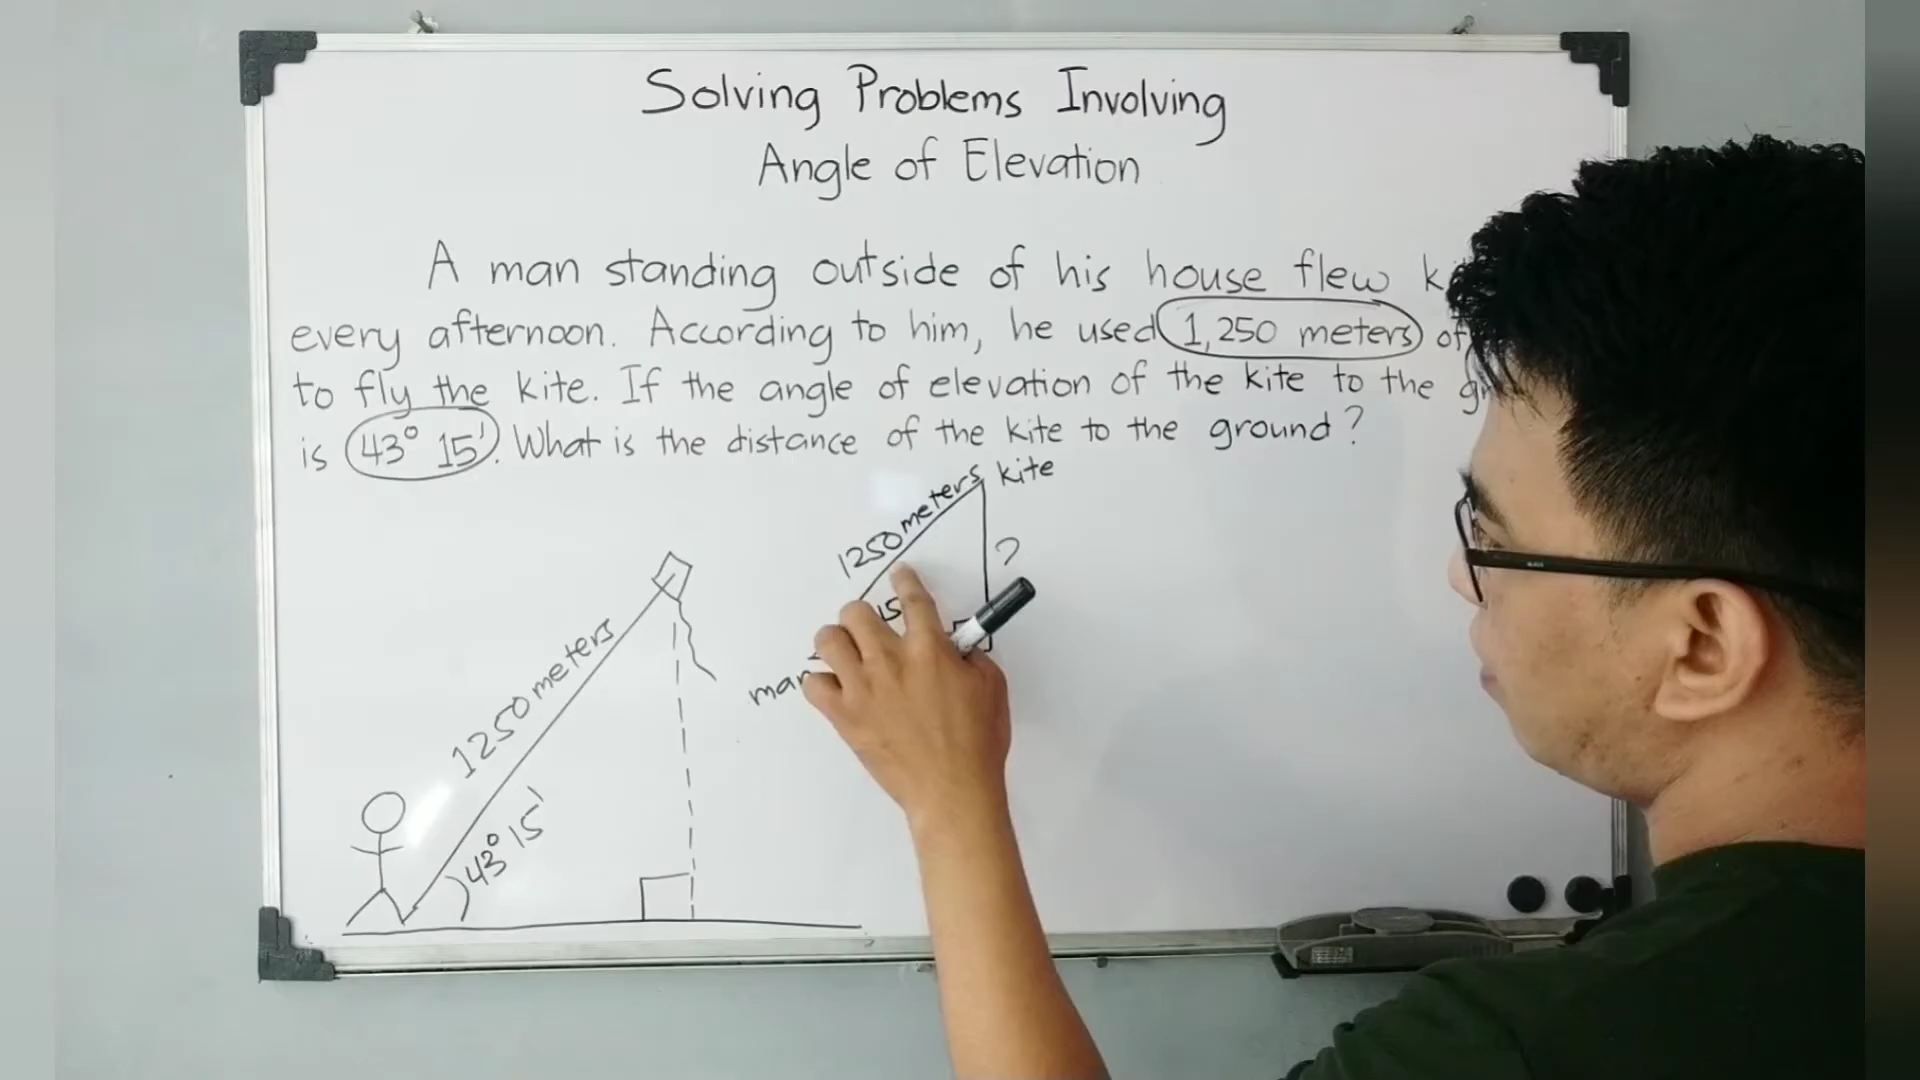 Solving Problems Involving
Angle of Elevation
A man standing outside of his house flew
every afternoon. According to him, he used 1,250 meters of
to fly the kite. If the angle of elevation of the kite to the
is 43° 15'. What is the distance of the kite to the ground?
kite
1250 meters
?
15
man
1250 meters
43° 15'